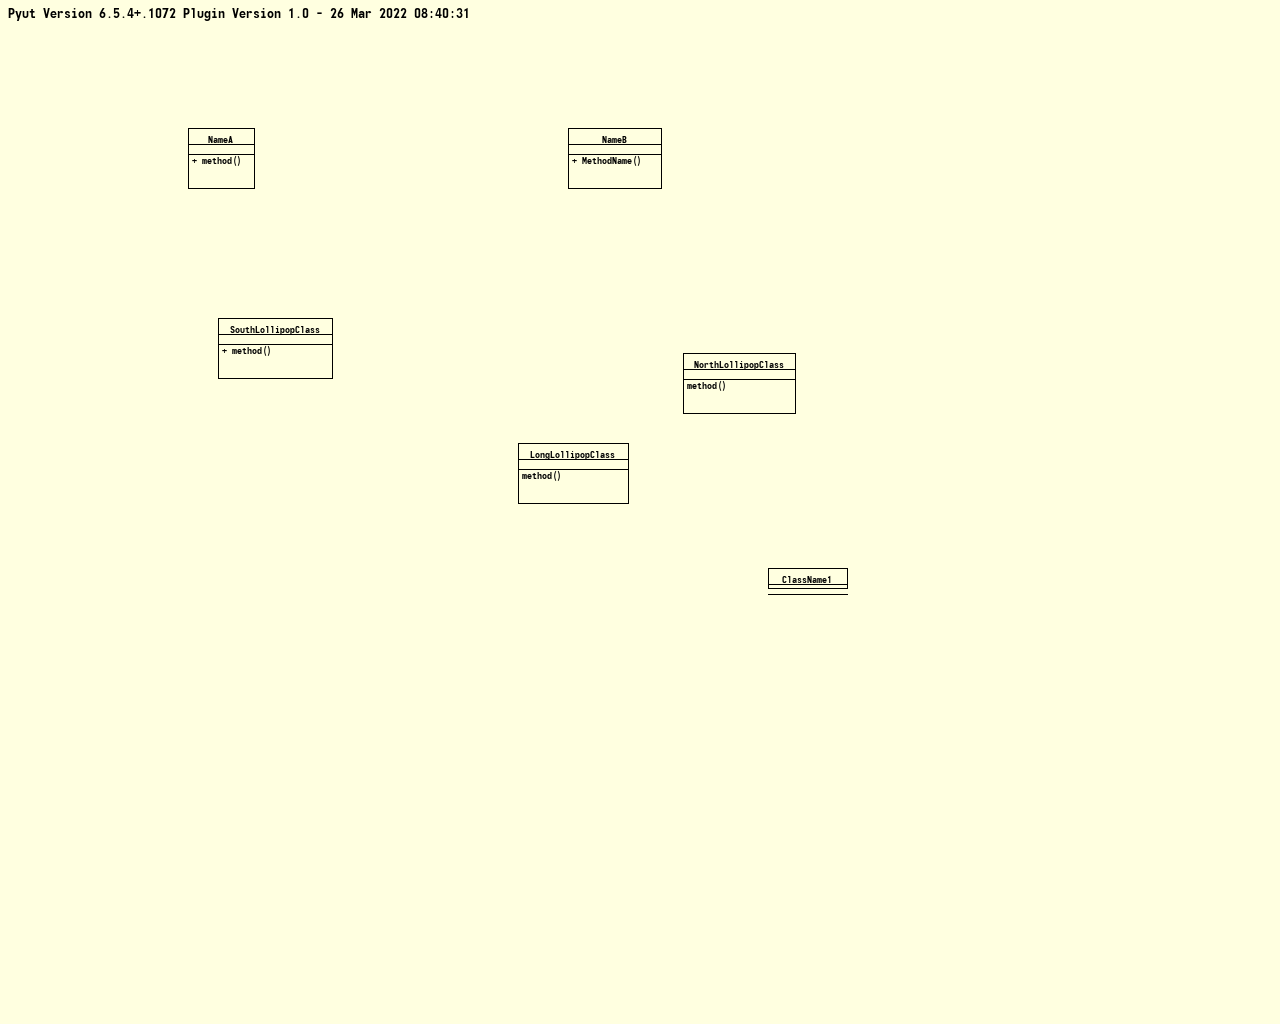 Pyut Version 6.5.4+.1072 Plugin Version 1.0 - 26 Mar 2022 08:40:31
NameA
+ method()
NameB
+ MethodName()
SouthLollipopClass
+ method()
NorthLollipopClass
method()
LongLollipopClass
method()
ClassName1